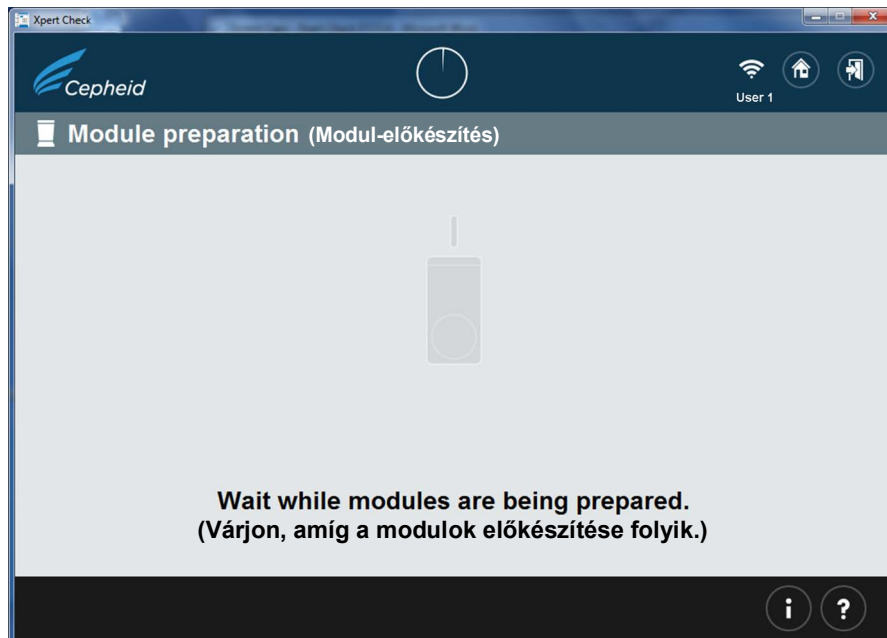 Xpert Check
Cepheid
User 1
Module preparation (Modul-előkészítés)
Wait while modules are being prepared.
(Várjon, amíg a modulok előkészítése folyik.)
i ?